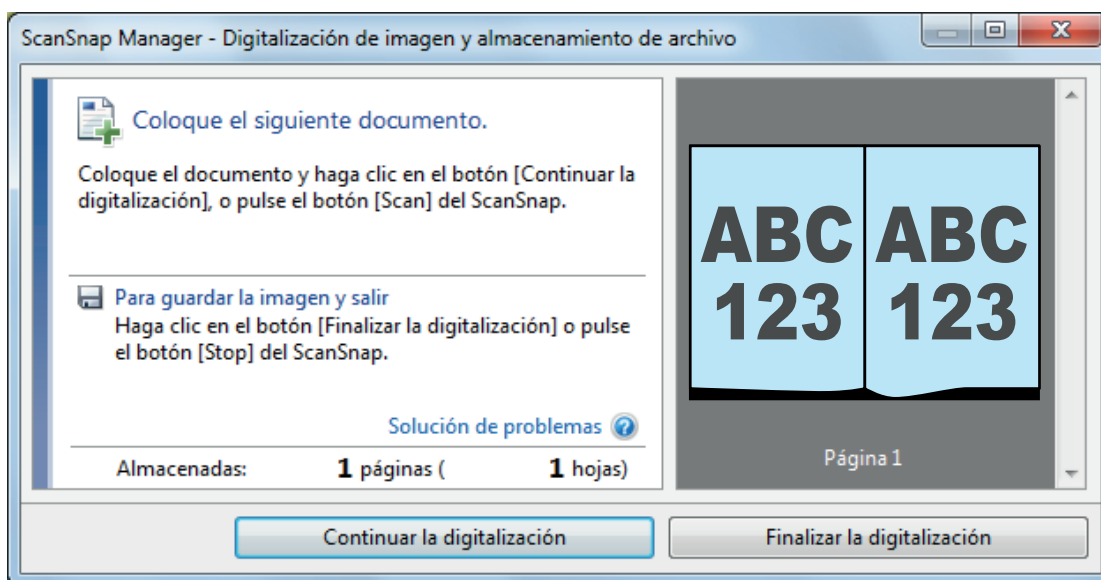 ScanSnap Manager - Digitalización de imagen y almacenamiento de archivo
Coloque el siguiente documento.
Coloque el documento y haga clic en el botón [Continuar la
digitalización], o pulse el botón [Scan] del ScanSnap.
Para guardar la imagen y salir
Haga clic en el botón [Finalizar la digitalización] o pulse
el botón [Stop] del ScanSnap.
Solución de problemas
Almacenadas: 1 páginas ( 1 hojas)
ABC ABC
123 123
Página 1
Continuar la digitalización Finalizar la digitalización